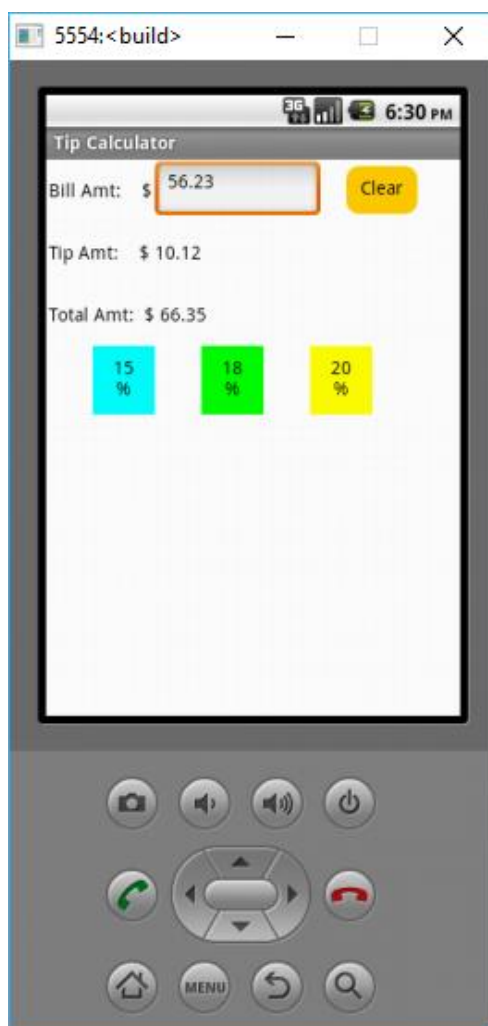 5554:<build>
3G 6:30 PM
Tip Calculator
Bill Amt: $ 56.23 Clear
Tip Amt: $ 10.12
Total Amt: $ 66.35
15 % 18 % 20 %
MENU